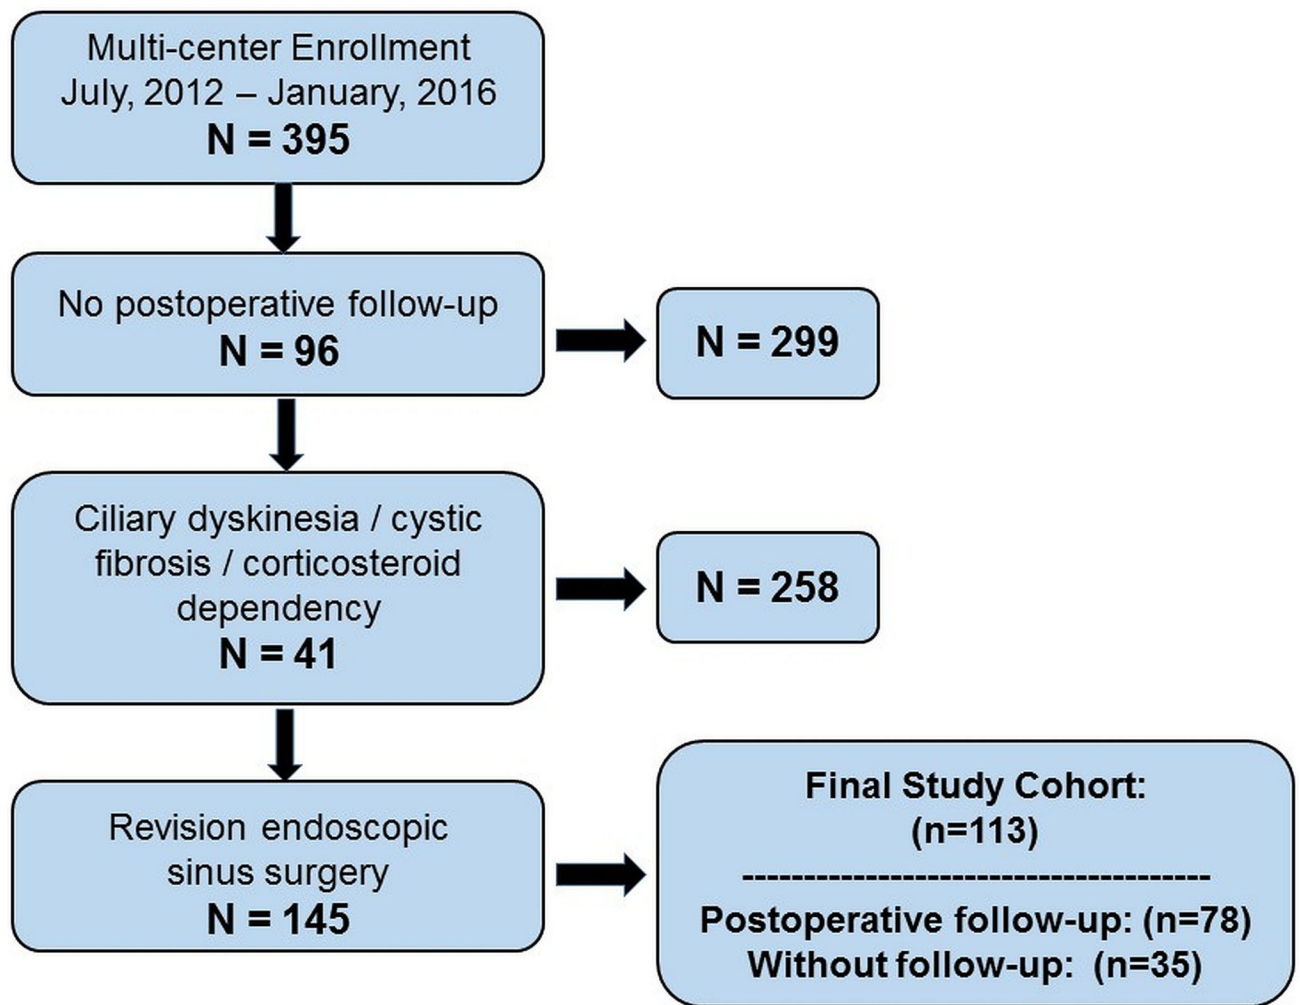 Multi-center Enrollment
July, 2012 – January, 2016
N = 395
No postoperative follow-up
N = 96
N = 299
Ciliary dyskinesia / cystic
fibrosis / corticosteroid
dependency
N = 41
N = 258
Revision endoscopic
sinus surgery
N = 145
Final Study Cohort:
(n=113)
--------------------------------------
Postoperative follow-up: (n=78)
Without follow-up: (n=35)